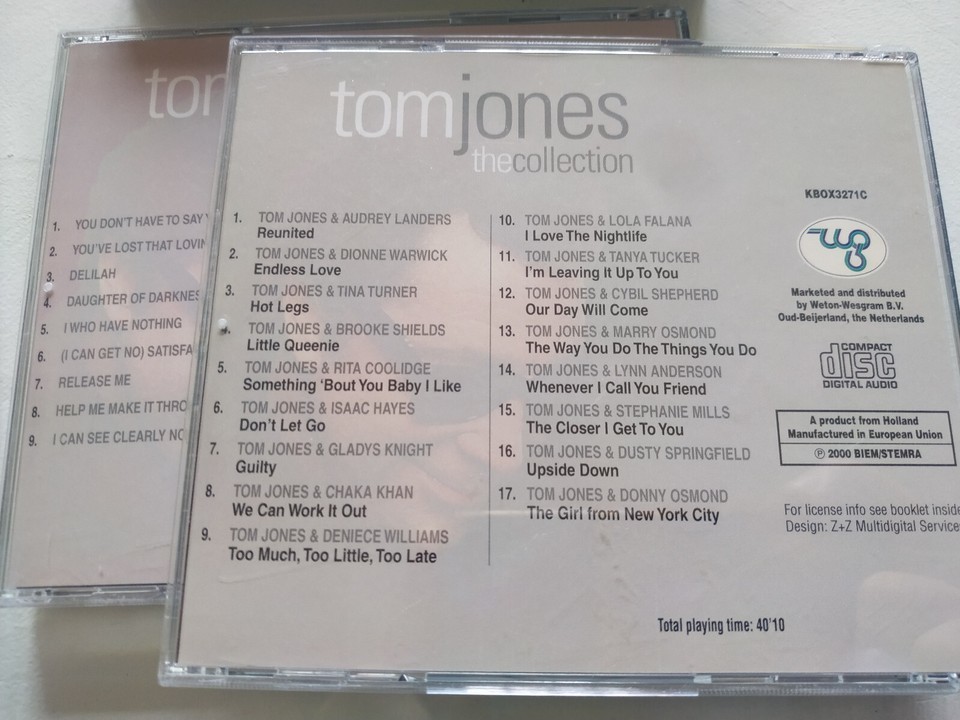 tom
1. YOU DON'T HAVE TO SAY
2. YOU'VE LOST THAT
3. DELILAH
4. DAUGHTER OF
5. I WHO HAVE NOTHING
6. (I CAN GET NO)
7. RELEASE ME
8. HELP ME MAKE IT
9. I CAN SEE CLEARLY
tomjones
thecollection
1. TOM JONES & AUDREY LANDERS
Reunited
2. TOM JONES & DIONNE WARWICK
Endless Love
3. TOM JONES & TINA TURNER
Hot Legs
4. TOM JONES & BROOKE SHIELDS
Little Queenie
5. TOM JONES & RITA COOLIDGE
Something 'Bout You Baby I Like
6. TOM JONES & ISAAC HAYES
Don't Let Go
7. TOM JONES & GLADYS KNIGHT
Guilty
8. TOM JONES & CHAKA KHAN
We Can Work It Out
9. TOM JONES & DENIECE WILLIAMS
Too Much, Too Little, Too Late
10. TOM JONES & LOLA FALANA
I Love The Nightlife
11. TOM JONES & TANYA TUCKER
I'm Leaving It Up To You
12. TOM JONES & CYBIL SHEPHERD
Our Day Will Come
13. TOM JONES & MARRY OSMOND
The Way You Do The Things You Do
14. TOM JONES & LYNN ANDERSON
Whenever I Call You Friend
15. TOM JONES & STEPHANIE MILLS
The Closer I Get To You
16. TOM JONES & DUSTY SPRINGFIELD
Upside Down
17. TOM JONES & DONNY OSMOND
The Girl from New York City
KBOX3271C
Marketed and distributed
by Weton-Wesgram B.V.
Oud-Beijerland, the Netherlands
COMPACT
disc
DIGITAL AUDIO
A product from Holland
Manufactured in European Union
℗ 2000 BIEM/STEMRA
For license info see booklet inside
Design: Z+Z Multidigital Services
Total playing time: 40'10